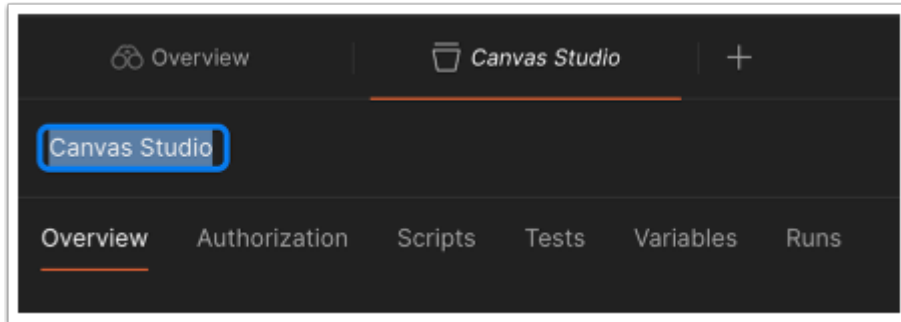 Overview Canvas Studio +
Canvas Studio
Overview Authorization Scripts Tests Variables Runs